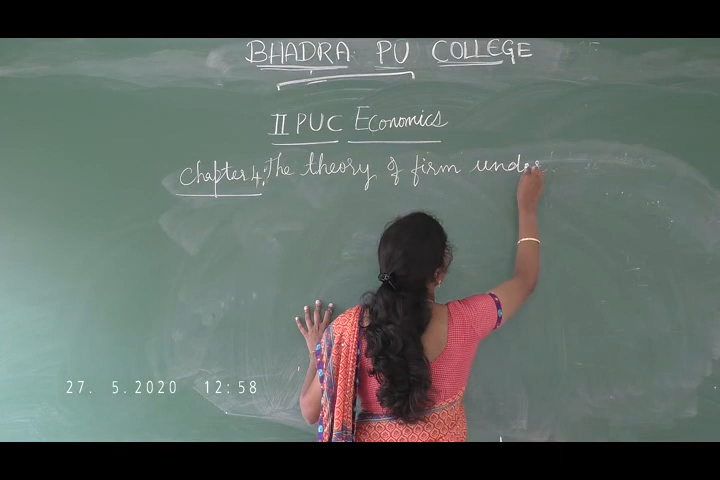 BHADRA PU COLLEGE
II PUC Economics
Chapter 4: The theory of firm under
27. 5.2020 12:58